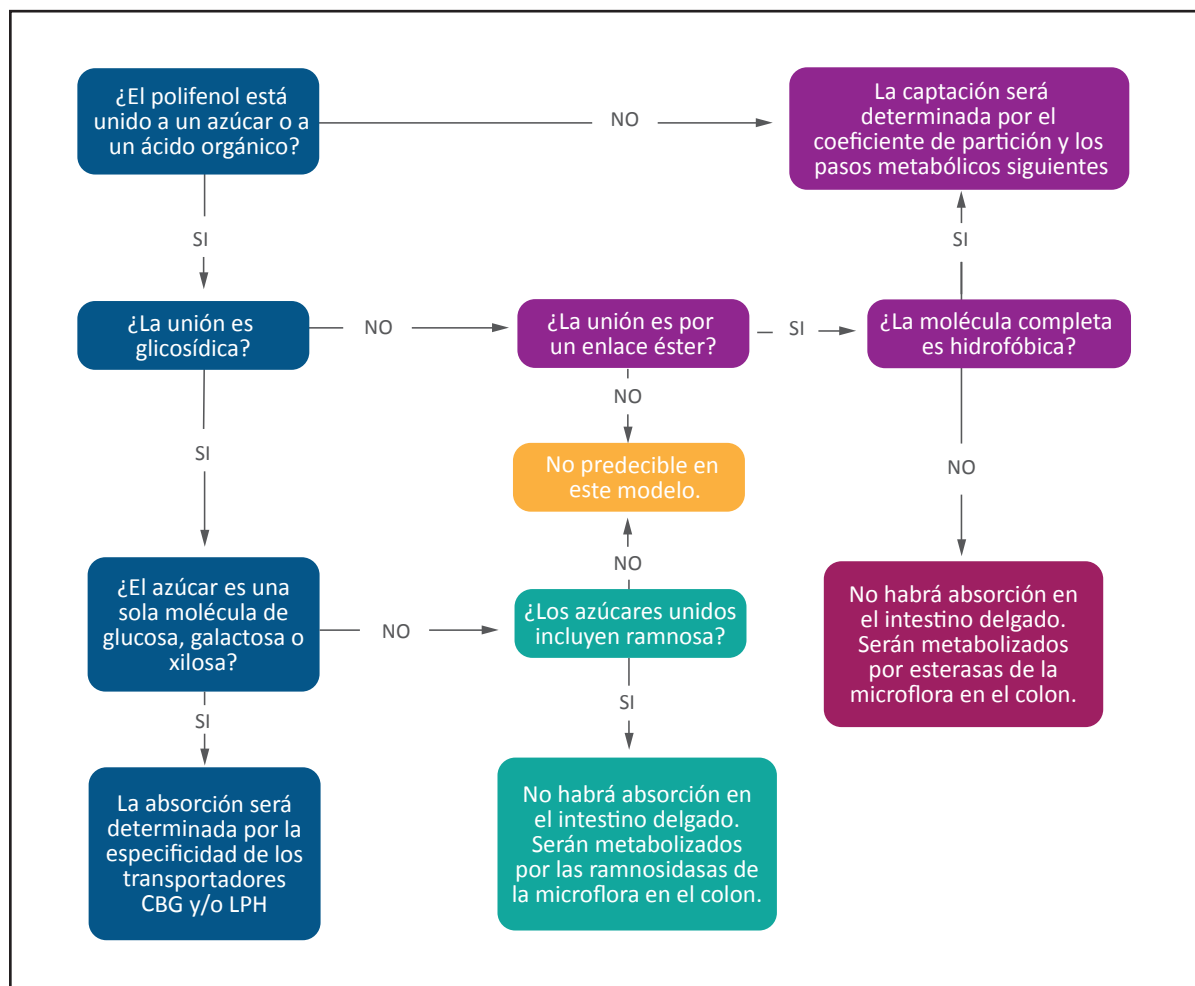 ¿El polifenol está
unido a un azúcar o a
un ácido orgánico?
NO
La captación será
determinada por el
coeficiente de partición y los
pasos metabólicos siguientes
SI
SI
¿La unión es
glicosídica?
NO
¿La unión es por
un enlace éster?
SI
¿La molécula completa
es hidrofóbica?
NO
SI
NO
No predecible en
este modelo.
NO
¿El azúcar es una
sola molécula de
glucosa, galactosa o
xilosa?
NO
¿Los azúcares unidos
incluyen ramnosa?
No habrá absorción en
el intestino delgado.
Serán metabolizados
por esterasas de la
microflora en el colon.
SI
SI
La absorción será
determinada por la
especificidad de los
transportadores
CBG y/o LPH
No habrá absorción en
el intestino delgado.
Serán metabolizados
por las ramnosidasas de
la microflora en el colon.